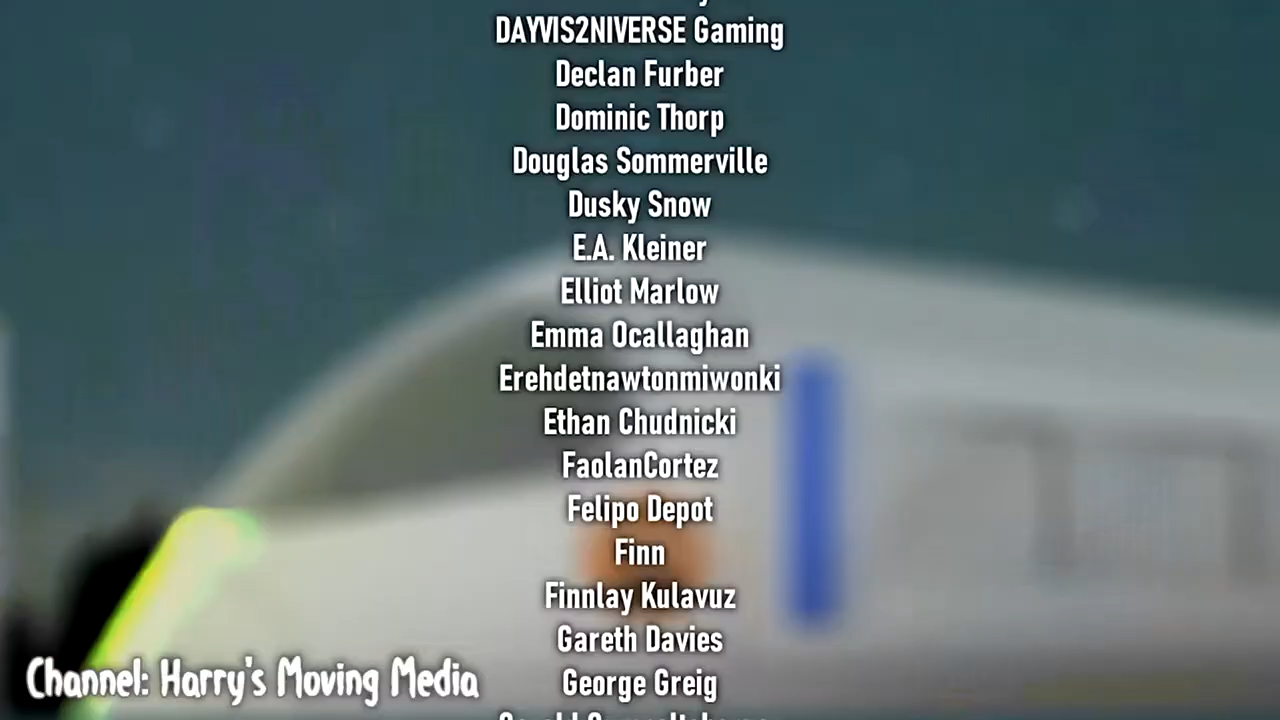 DAYVIS2NIVERSE Gaming
Declan Furber
Dominic Thorp
Douglas Sommerville
Dusky Snow
E.A. Kleiner
Elliot Marlow
Emma Ocallaghan
Erehdetnawtonmiwonki
Ethan Chudnicki
FaolanCortez
Felipo Depot
Finn
Finnlay Kulavuz
Gareth Davies
George Greig
Channel: Harry's Moving Media